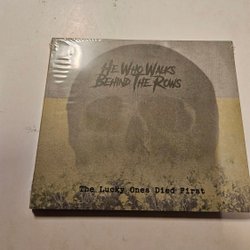 He Who Walks
Behind The Rows
The Lucky Ones Died First